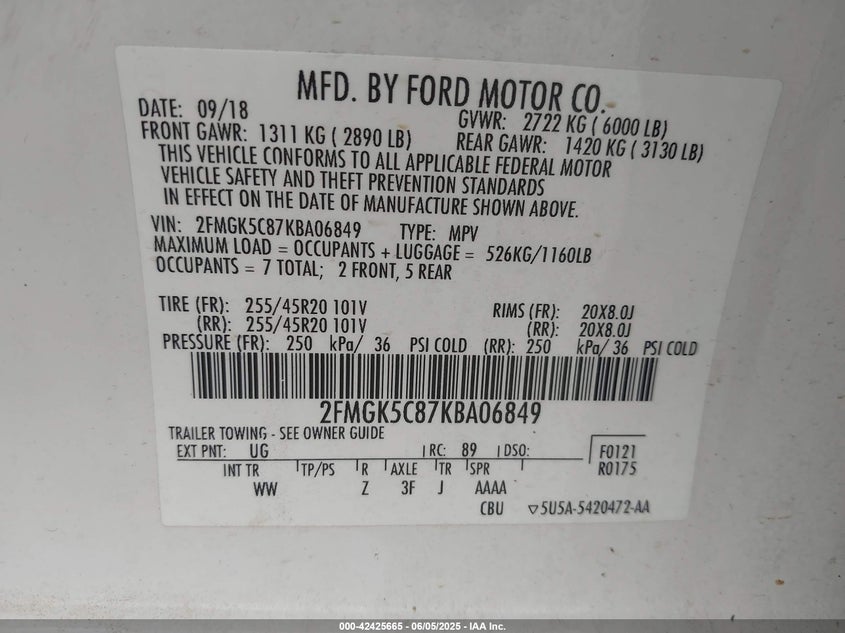 MFD. BY FORD MOTOR CO.
DATE: 09/18 GVWR: 2722 KG ( 6000 LB)
FRONT GAWR: 1311 KG ( 2890 LB) REAR GAWR: 1420 KG ( 3130 LB)
THIS VEHICLE CONFORMS TO ALL APPLICABLE FEDERAL MOTOR
VEHICLE SAFETY AND THEFT PREVENTION STANDARDS
IN EFFECT ON THE DATE OF MANUFACTURE SHOWN ABOVE.
VIN: 2FMGK5C87KBA06849 TYPE: MPV
MAXIMUM LOAD = OCCUPANTS + LUGGAGE = 526KG/1160LB
OCCUPANTS = 7 TOTAL; 2 FRONT, 5 REAR
TIRE (FR): 255/45R20 101V RIMS (FR): 20X8.0J
(RR): 255/45R20 101V (RR): 20X8.0J
PRESSURE (FR): 250 kPa/ 36 PSI COLD (RR): 250 kPa/ 36 PSI COLD
2FMGK5C87KBA06849
TRAILER TOWING - SEE OWNER GUIDE
EXT PNT: UG RC: 89 DSO: F0121
INT TR TP/PS R AXLE TR SPR R0175
WW Z 3F J AAAA
CBU ▽5U5A-5420472-AA
000-42425665 - 06/05/2025 - IAA Inc.